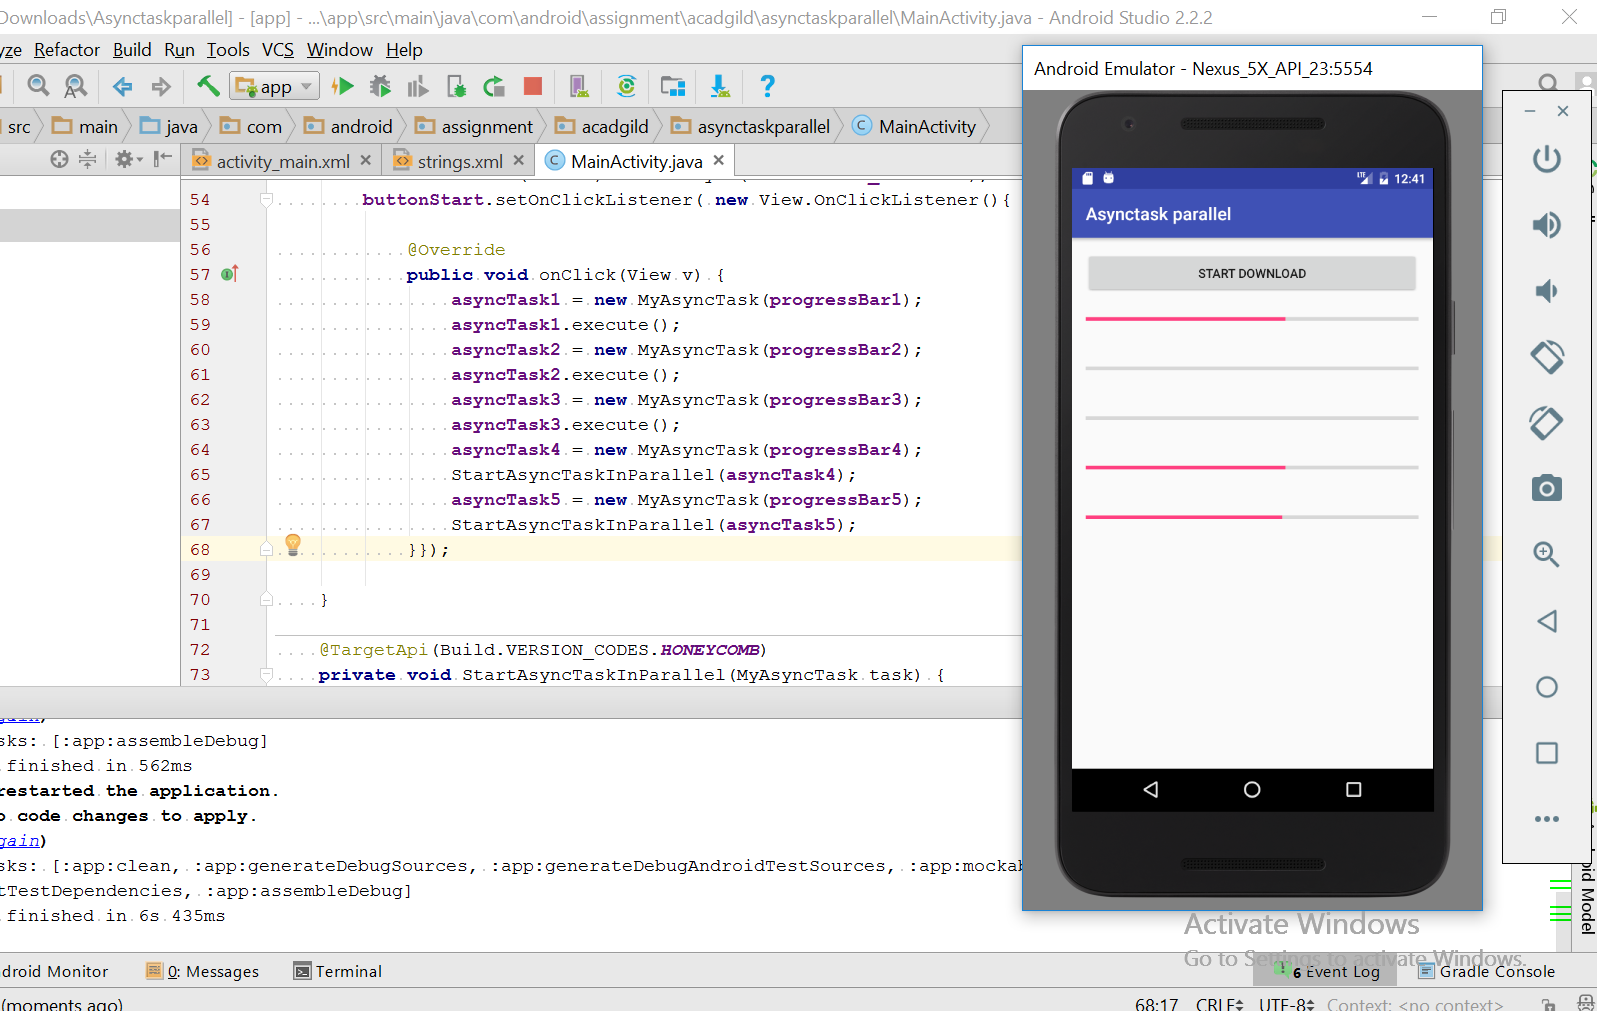 Downloads\Asynctaskparallel] - [app] - ...\app\src\main\java\com\android\assignment\acadgild\asynctaskparallel\MainActivity.java - Android Studio 2.2.2
yze Refactor Build Run Tools VCS Window Help
app
src main java com android assignment acadgild asynctaskparallel MainActivity
activity_main.xml strings.xml MainActivity.java
54 buttonStart.setOnClickListener( new View.OnClickListener(){
55
56 @Override
57 public void onClick(View v) {
58 asyncTask1 = new MyAsyncTask(progressBar1);
59 asyncTask1.execute();
60 asyncTask2 = new MyAsyncTask(progressBar2);
61 asyncTask2.execute();
62 asyncTask3 = new MyAsyncTask(progressBar3);
63 asyncTask3.execute();
64 asyncTask4 = new MyAsyncTask(progressBar4);
65 StartAsyncTaskInParallel(asyncTask4);
66 asyncTask5 = new MyAsyncTask(progressBar5);
67 StartAsyncTaskInParallel(asyncTask5);
68 }});
69
70 }
71
72 @TargetApi(Build.VERSION_CODES.HONEYCOMB)
73 private void StartAsyncTaskInParallel(MyAsyncTask task) {
gain)
sks: [:app:assembleDebug]
finished in 562ms
restarted the application.
o code changes to apply.
gain)
sks: [:app:clean, :app:generateDebugSources, :app:generateDebugAndroidTestSources, :app:mockab
tTestDependencies, :app:assembleDebug]
finished in 6s 435ms
Android Emulator - Nexus_5X_API_23:5554
LTE 12:41
Asynctask parallel
START DOWNLOAD
oid Model
Activate Windows
Go to Settings to activate Windows.
droid Monitor 0: Messages Terminal 6 Event Log Gradle Console
(moments ago) 68:17 CRLF UTF-8 Context: <no context>